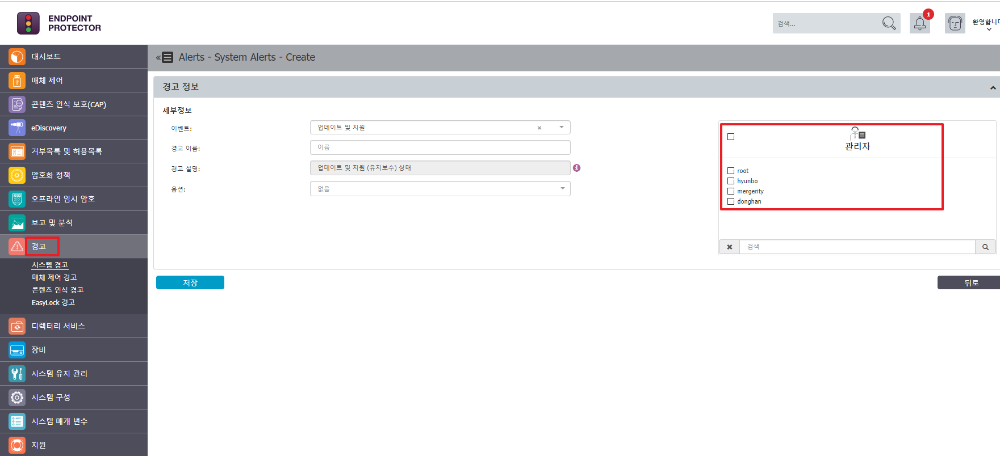 ENDPOINT
PROTECTOR
검색...
1
환영합니
대시보드
매체 제어
콘텐츠 인식 보호(CAP)
eDiscovery
거부목록 및 허용목록
암호화 정책
오프라인 임시 암호
보고 및 분석
경고
시스템 경고
매체 제어 경고
콘텐츠 인식 경고
EasyLock 경고
디렉터리 서비스
장비
시스템 유지 관리
시스템 구성
시스템 매개 변수
지원
« Alerts - System Alerts - Create
경고 정보
세부정보
이벤트:
업데이트 및 지원 ×
경고 이름:
이름
경고 설명:
업데이트 및 지원 (유지보수) 상태
옵션:
없음
관리자
root
hyunbo
mergerity
donghan
검색
저장
뒤로